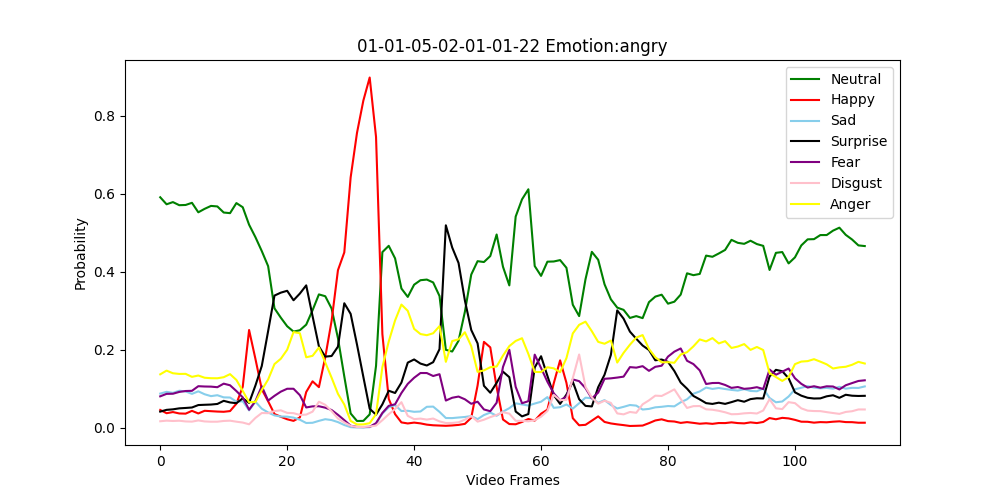 01-01-05-02-01-01-22 Emotion:angry
Probability
0.8
0.6
0.4
0.2
0.0
0 20 40 60 80 100
Video Frames
Neutral
Happy
Sad
Surprise
Fear
Disgust
Anger